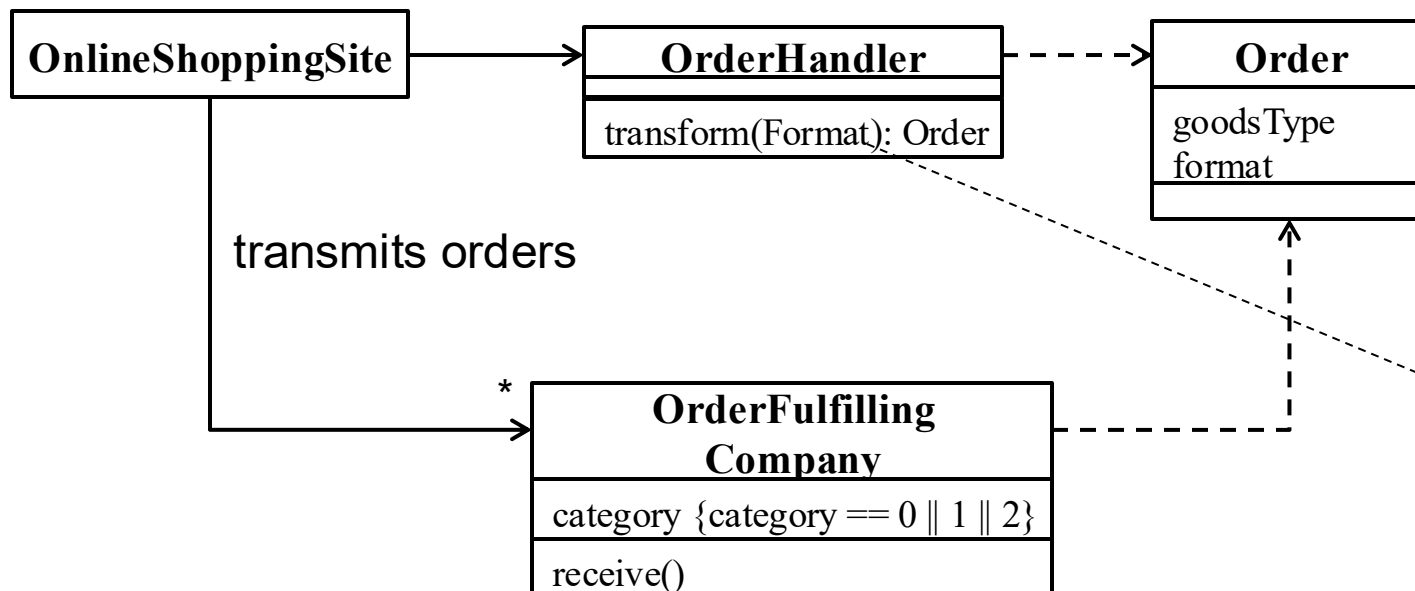 OnlineShoppingSite
OrderHandler
transform(Format): Order
Order
goodsType
format
transmits orders
*
OrderFulfilling
Company
category {category == 0 || 1 || 2}
receive()